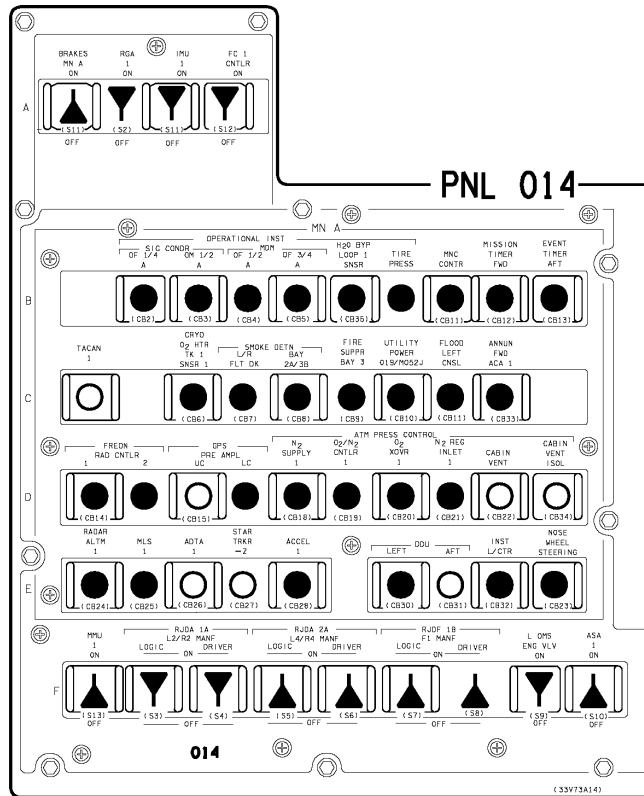 BRAKES RGA IMU FC 1
MN A 1 1 CNTLR
ON ON ON ON
A
(S11) (S2) (S11) (S12)
OFF OFF OFF OFF
PNL 014
MN A
OPERATIONAL INST
SIG CONDR MDM H2O BYP MISSION EVENT
OF 1/4 OM 1/2 OF 1/2 OF 3/4 LOOP 1 TIRE MNC TIMER TIMER
A A A A SNSR PRESS CONTR FWD AFT
B
(CB2) (CB3) (CB4) (CB5) (CB36) (CB11) (CB12) (CB13)
CRYO
TACAN O2 HTR SMOKE DETN FIRE UTILITY FLOOD ANNUN
1 TK 1 L/R BAY SUPPR POWER LEFT FWD
SNSR 1 FLT DK 2A/3B BAY 3 O19/MO52J CNSL ACA 1
C
(CB6) (CB7) (CB8) (CB9) (CB10) (CB11) (CB33)
ATM PRESS CONTROL
FREON GPS N2 O2/N2 O2 N2 REG CABIN
RAD CNTLR PRE AMPL SUPPLY CNTLR XOVR INLET CABIN VENT
1 2 UC LC 1 1 1 1 VENT ISOL
D
(CB14) (CB15) (CB18) (CB19) (CB20) (CB21) (CB22) (CB34)
RADAR STAR NOSE
ALTM MLS ADTA TRKR ACCEL DDU INST WHEEL
1 1 1 -Z 1 LEFT AFT L/CTR STEERING
E
(CB24) (CB25) (CB26) (CB27) (CB28) (CB30) (CB31) (CB32) (CB23)
RJDA 1A RJDA 2A RJDF 1B
MMU L2/R2 MANF L4/R4 MANF F1 MANF L OMS ASA
1 LOGIC DRIVER LOGIC DRIVER LOGIC DRIVER ENG VLV 1
ON ON ON ON ON ON
F
(S13) (S3) (S4) (S5) (S6) (S7) (S8) (S9) (S10)
OFF OFF OFF OFF OFF OFF
014
(33V73A14)